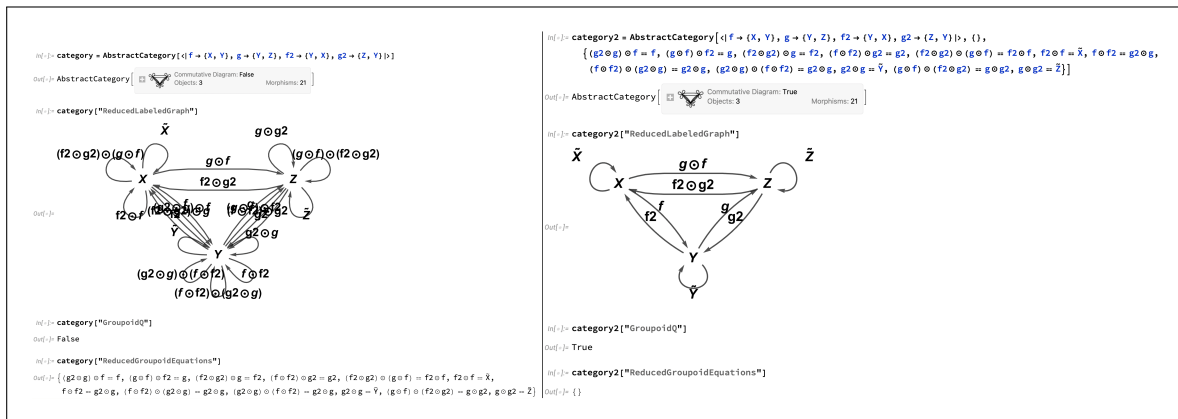 In[•]:= category = AbstractCategory[<|f → {X, Y}, g → {Y, Z}, f2 → {Y, X}, g2 → {Z, Y}|>]
Out[•]= AbstractCategory[ Commutative Diagram: False
Objects: 3 Morphisms: 21 ]
In[•]:= category["ReducedLabeledGraph"]
X̃ g⊙g2
(f2⊙g2)⊙(g⊙f) (g⊙f)⊙(f2⊙g2)
g⊙f
X f2⊙g2 Z
f2⊙f Z̃
Out[•]=
Ỹ g2⊙g
Y
(g2⊙g)⊙(f⊙f2) f⊙f2
(f⊙f2)⊙(g2⊙g)
In[•]:= category["GroupoidQ"]
Out[•]= False
In[•]:= category["ReducedGroupoidEquations"]
Out[•]= {(g2⊙g)⊙f = f, (g⊙f)⊙f2 = g, (f2⊙g2)⊙g = f2, (f⊙f2)⊙g2 = g2, (f2⊙g2)⊙(g⊙f) = f2⊙f, f2⊙f = X̃,
f⊙f2 = g2⊙g, (f⊙f2)⊙(g2⊙g) = g2⊙g, (g2⊙g)⊙(f⊙f2) = g2⊙g, g2⊙g = Ỹ, (g⊙f)⊙(f2⊙g2) = g⊙g2, g⊙g2 = Z̃}
In[•]:= category2 = AbstractCategory[<|f → {X, Y}, g → {Y, Z}, f2 → {Y, X}, g2 → {Z, Y}|>, {},
{(g2⊙g)⊙f = f, (g⊙f)⊙f2 = g, (f2⊙g2)⊙g = f2, (f⊙f2)⊙g2 = g2, (f2⊙g2)⊙(g⊙f) = f2⊙f, f2⊙f = X̃, f⊙f2 = g2⊙g,
(f⊙f2)⊙(g2⊙g) = g2⊙g, (g2⊙g)⊙(f⊙f2) = g2⊙g, g2⊙g = Ỹ, (g⊙f)⊙(f2⊙g2) = g⊙g2, g⊙g2 = Z̃}]
Out[•]= AbstractCategory[ Commutative Diagram: True
Objects: 3 Morphisms: 21 ]
In[•]:= category2["ReducedLabeledGraph"]
X̃ g⊙f Z̃
X f2⊙g2 Z
f g
f2 g2
Out[•]=
Y
Ỹ
In[•]:= category2["GroupoidQ"]
Out[•]= True
In[•]:= category2["ReducedGroupoidEquations"]
Out[•]= {}